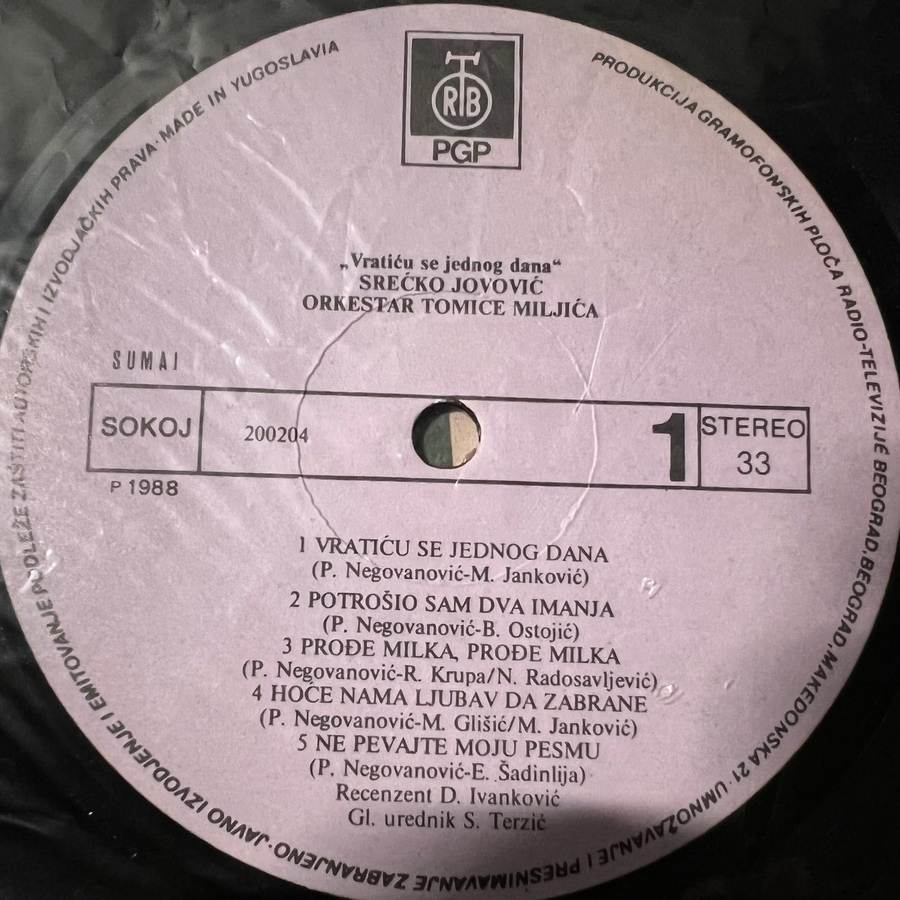 RTB
PGP
PRODUKCIJA GRAMOFONSKIH PLOČA RADIO-TELEVIZIJE BEOGRAD, BEOGRAD, MAKEDONSKA 21 · UMNOŽAVANJE I PRESNIMAVANJE ZABRANJENO · JAVNO IZVODJENJE I EMITOVANJE PODLEŽE ZAŠTITI AUTORSKIH I IZVODJAČKIH PRAVA · MADE IN YUGOSLAVIA
„Vratiću se jednog dana“
SREĆKO JOVOVIĆ
ORKESTAR TOMICE MILJIĆA
SUMAI
SOKOJ 200204 1 STEREO 33
P 1988
1 VRATIĆU SE JEDNOG DANA
(P. Negovanović-M. Janković)
2 POTROŠIO SAM DVA IMANJA
(P. Negovanović-B. Ostojić)
3 PROĐE MILKA, PROĐE MILKA
(P. Negovanović-R. Krupa/N. Radosavljević)
4 HOĆE NAMA LJUBAV DA ZABRANE
(P. Negovanović-M. Glišić/M. Janković)
5 NE PEVAJTE MOJU PESMU
(P. Negovanović-E. Šadinlija)
Recenzent D. Ivanković
Gl. urednik S. Terzić